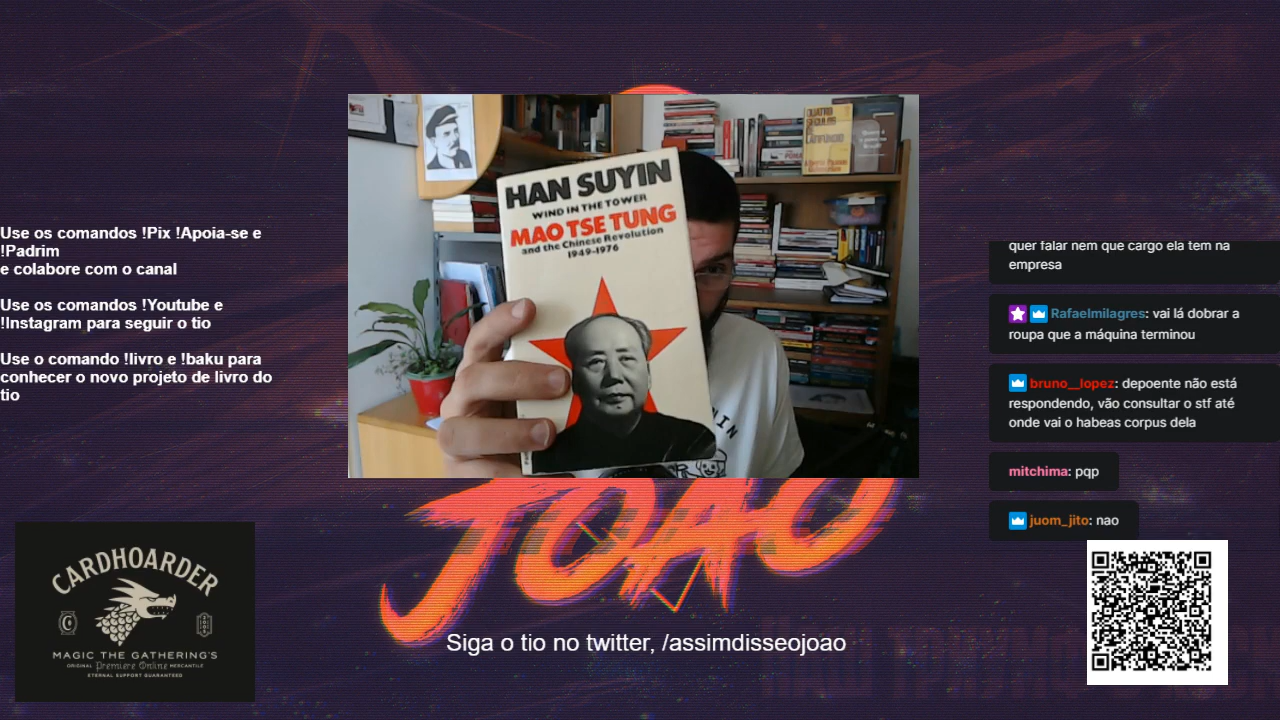 Use os comandos !Pix !Apoia-se e
!Padrim
e colabore com o canal
Use os comandos !Youtube e
!Instagram para seguir o tio
Use o comando !livro e !baku para
conhecer o novo projeto de livro do
tio
CARDHOARDER
MAGIC THE GATHERING'S
ORIGINAL Premiere Online MERCANTILE
ETERNAL SUPPORT GUARANTEED
HAN SUYIN
WIND IN THE TOWER
MAO TSE TUNG
and the Chinese Revolution
1949-1976
QUATRO
SÉCULOS
DE
LATIFÚNDIO
JOAO
Siga o tio no twitter, /assimdisseojoao
quer falar nem que cargo ela tem na
empresa
Rafaelmilagres: vai lá dobrar a
roupa que a máquina terminou
bruno__lopez: depoente não está
respondendo, vão consultar o stf até
onde vai o habeas corpus dela
mitchima: pqp
juom_jito: nao